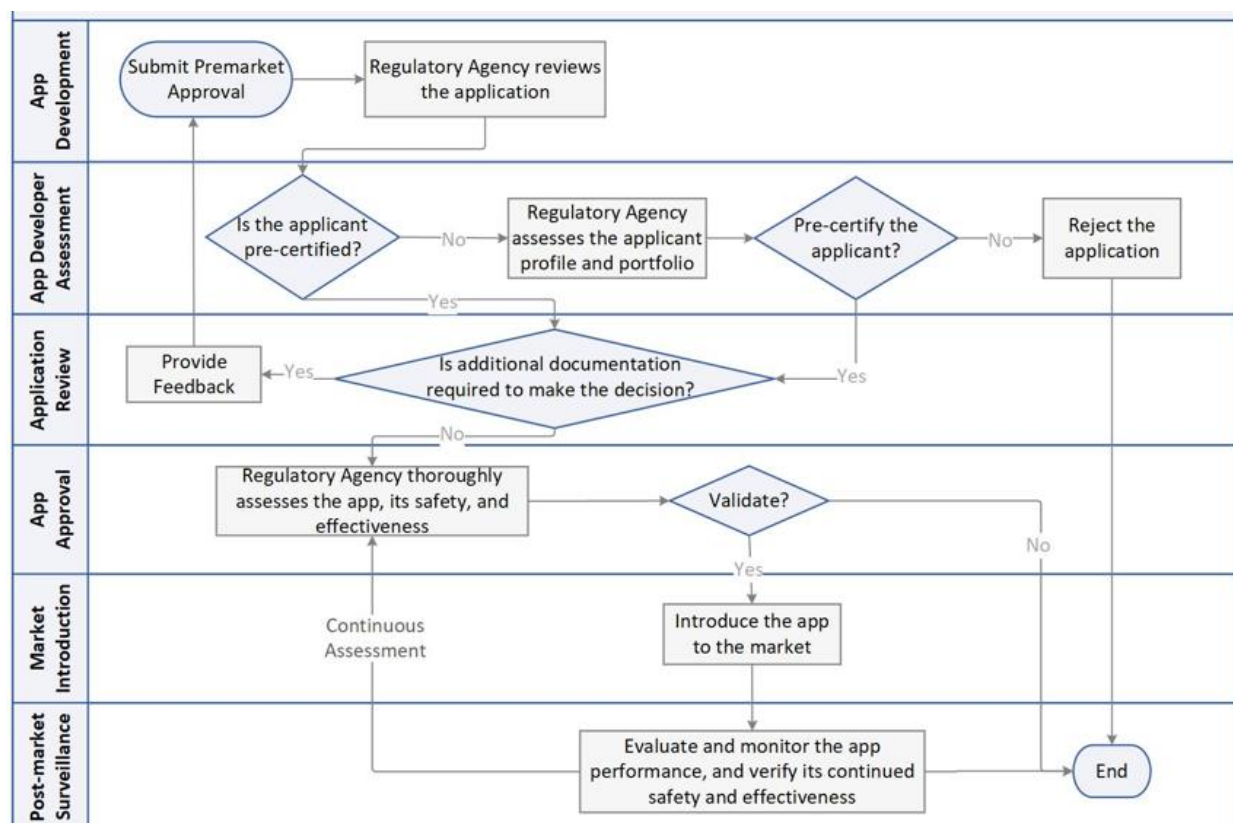 App
Development
Submit Premarket
Approval
Regulatory Agency reviews
the application
App Developer
Assessment
Is the applicant
pre-certified?
No
Regulatory Agency
assesses the applicant
profile and portfolio
Pre-certify the
applicant?
No
Reject the
application
Yes
Application
Review
Provide
Feedback
Yes
Is additional documentation
required to make the decision?
Yes
No
App
Approval
Regulatory Agency thoroughly
assesses the app, its safety, and
effectiveness
Validate?
No
Yes
Market
Introduction
Continuous
Assessment
Introduce the app
to the market
Post-market
Surveillance
Evaluate and monitor the app
performance, and verify its continued
safety and effectiveness
End